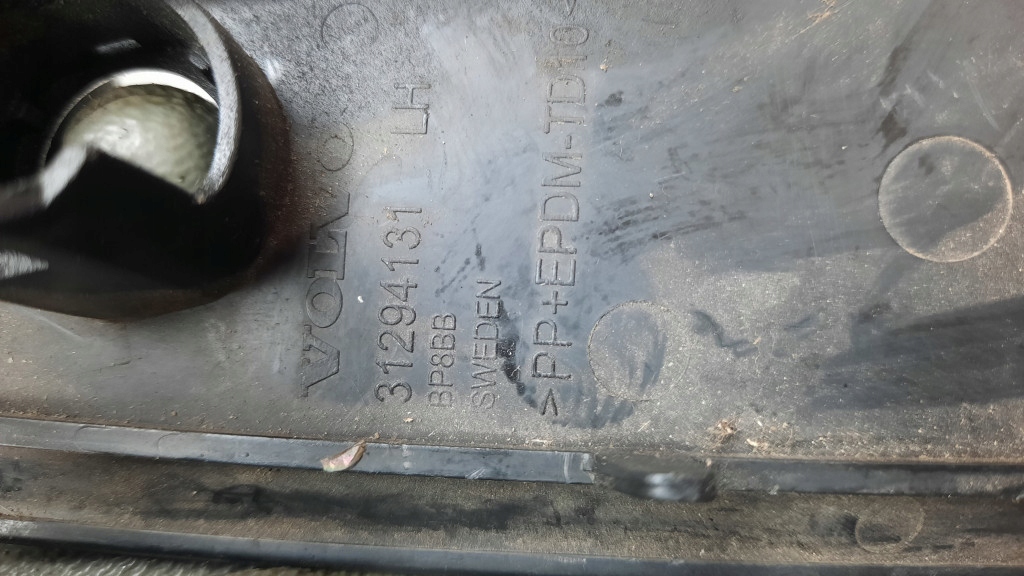 VOLVO
31294131 LH
BP8BB
SWEDEN
>PP+EPDM-TD10<